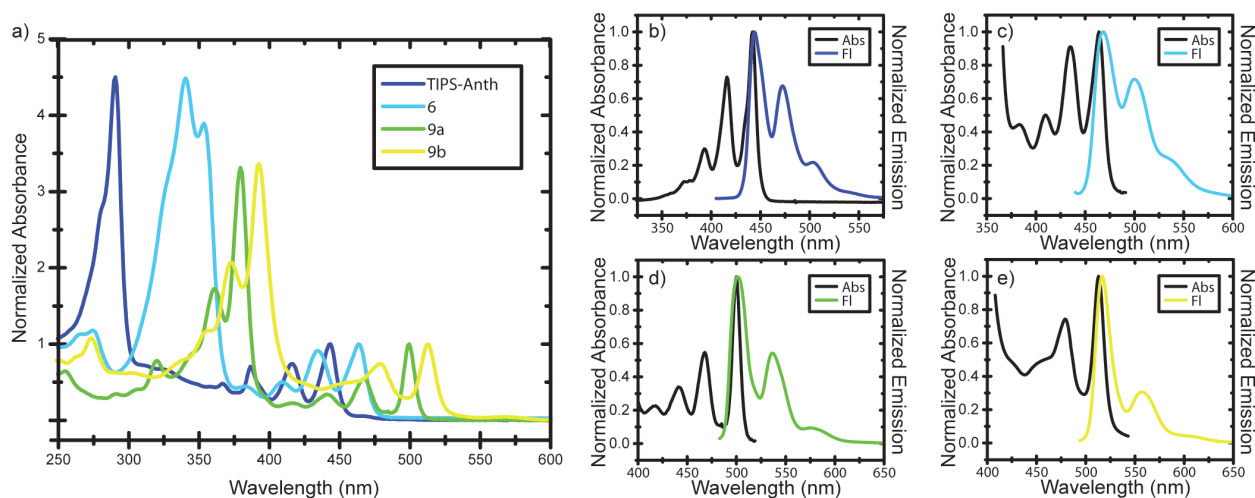 a)
Normalized Absorbance
5
4
3
2
1
TIPS-Anth
6
9a
9b
250 300 350 400 450 500 550 600
Wavelength (nm)
b)
Normalized Absorbance
1.0
0.8
0.6
0.4
0.2
0.0
Abs
Fl
350 400 450 500 550
Wavelength (nm)
Normalized Emission
c)
Normalized Absorbance
1.0
0.8
0.6
0.4
0.2
0.0
Abs
Fl
350 400 450 500 550 600
Wavelength (nm)
Normalized Emission
d)
Normalized Absorbance
1.0
0.8
0.6
0.4
0.2
0.0
Abs
Fl
400 450 500 550 600 650
Wavelength (nm)
Normalized Emission
e)
Normalized Absorbance
1.0
0.8
0.6
0.4
0.2
0.0
Abs
Fl
400 450 500 550 600 650
Wavelength (nm)
Normalized Emission